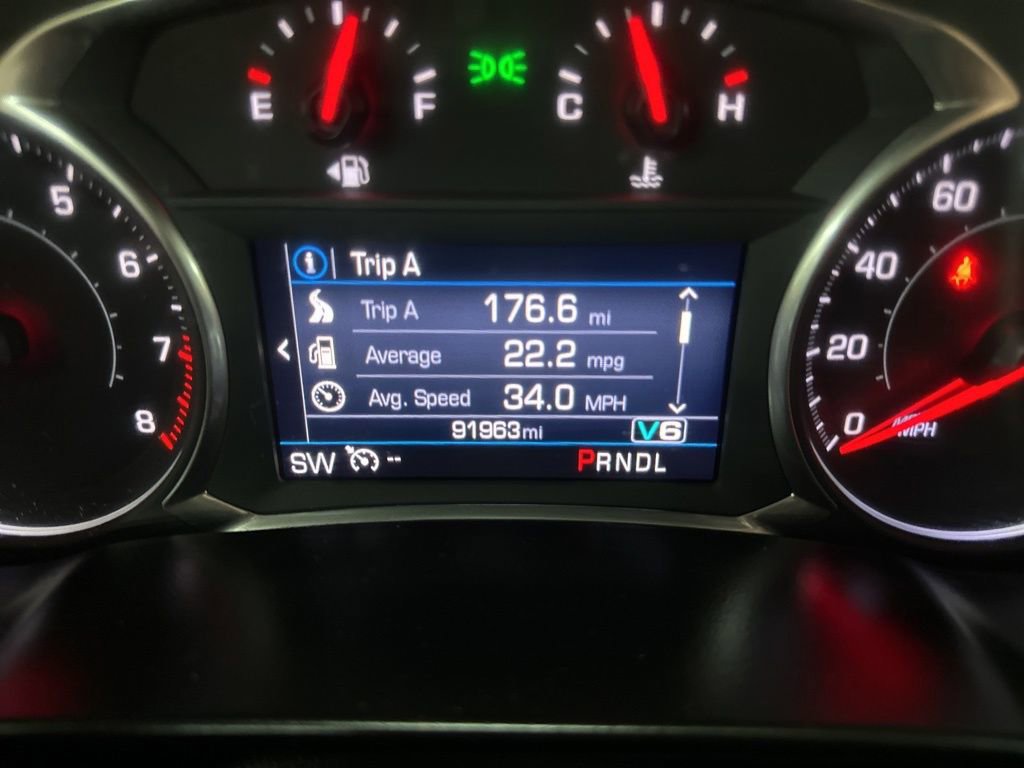 E F
C H
5
6
7
8
Trip A
Trip A 176.6 mi
Average 22.2 mpg
Avg. Speed 34.0 MPH
91963mi V6
SW -- PRNDL
60
40
20
0
MPH